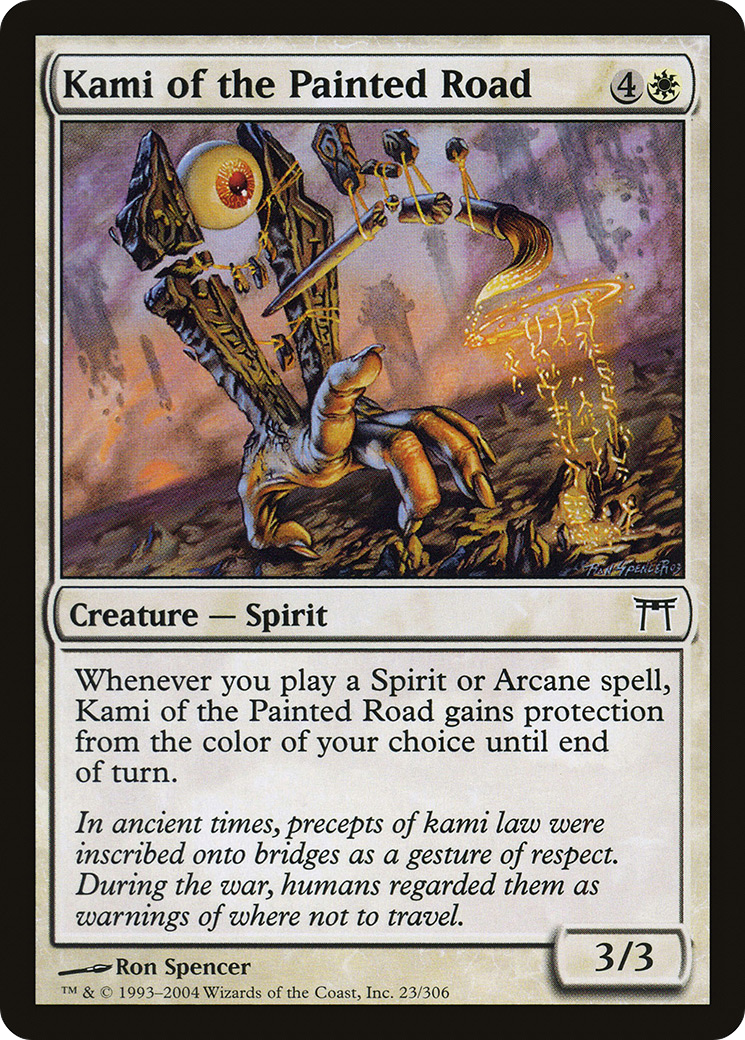 Kami of the Painted Road 4
RON SPENCER 03
Creature — Spirit
Whenever you play a Spirit or Arcane spell,
Kami of the Painted Road gains protection
from the color of your choice until end
of turn.
In ancient times, precepts of kami law were
inscribed onto bridges as a gesture of respect.
During the war, humans regarded them as
warnings of where not to travel.
3/3
Ron Spencer
™ & © 1993–2004 Wizards of the Coast, Inc. 23/306